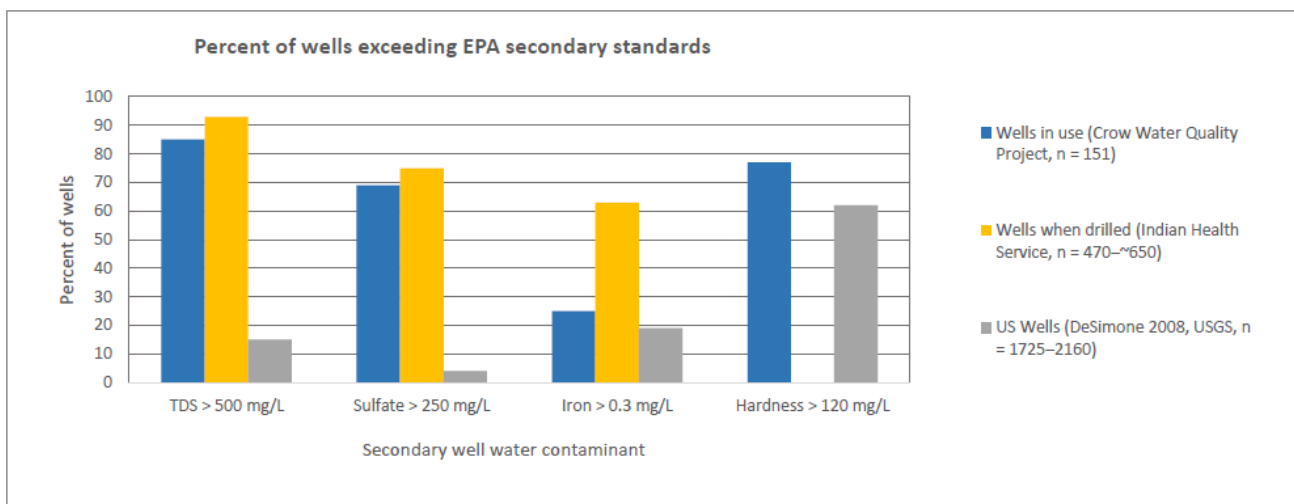 Percent of wells exceeding EPA secondary standards
Percent of wells
100
90
80
70
60
50
40
30
20
10
0
TDS > 500 mg/L
Sulfate > 250 mg/L
Iron > 0.3 mg/L
Hardness > 120 mg/L
Secondary well water contaminant
Wells in use (Crow Water Quality
Project, n = 151)
Wells when drilled (Indian Health
Service, n = 470–~650)
US Wells (DeSimone 2008, USGS, n
= 1725–2160)